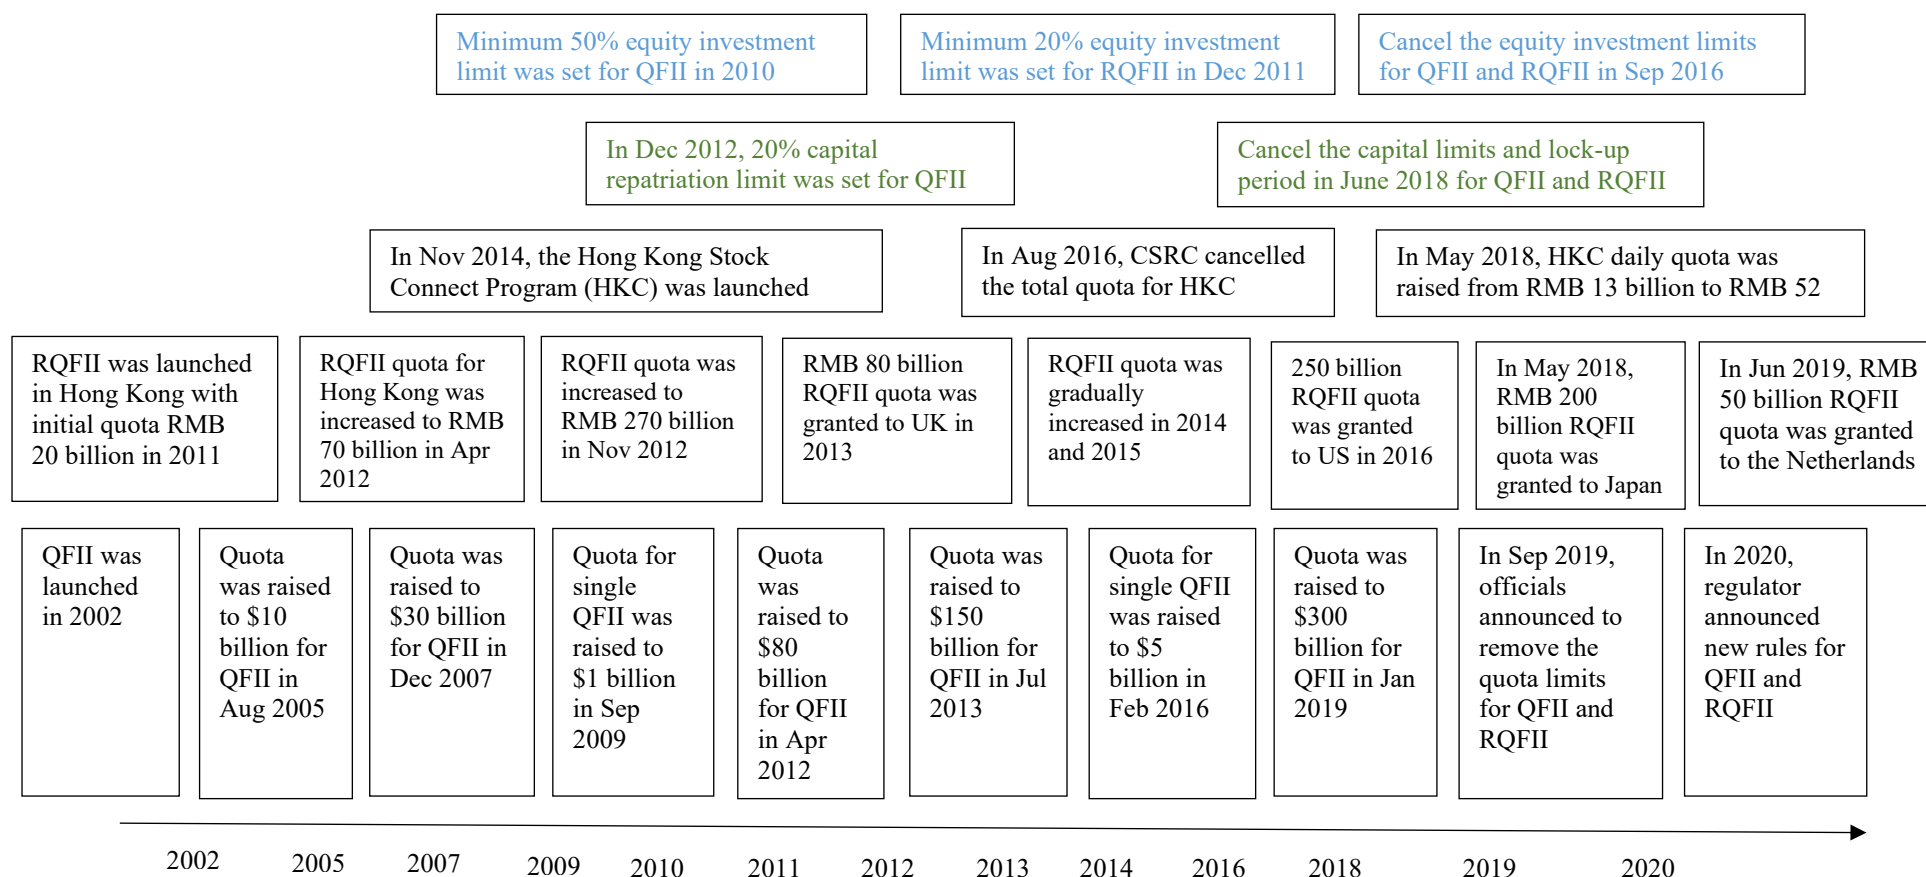 Minimum 50% equity investment
limit was set for QFII in 2010
Minimum 20% equity investment
limit was set for RQFII in Dec 2011
Cancel the equity investment limits
for QFII and RQFII in Sep 2016
In Dec 2012, 20% capital
repatriation limit was set for QFII
Cancel the capital limits and lock-up
period in June 2018 for QFII and RQFII
In Nov 2014, the Hong Kong Stock
Connect Program (HKC) was launched
In Aug 2016, CSRC cancelled
the total quota for HKC
In May 2018, HKC daily quota was
raised from RMB 13 billion to RMB 52
RQFII was launched
in Hong Kong with
initial quota RMB
20 billion in 2011
RQFII quota for
Hong Kong was
increased to RMB
70 billion in Apr
2012
RQFII quota was
increased to
RMB 270 billion
in Nov 2012
RMB 80 billion
RQFII quota was
granted to UK in
2013
RQFII quota was
gradually
increased in 2014
and 2015
250 billion
RQFII quota
was granted
to US in 2016
In May 2018,
RMB 200
billion RQFII
quota was
granted to Japan
In Jun 2019, RMB
50 billion RQFII
quota was granted
to the Netherlands
QFII was
launched
in 2002
Quota
was raised
to $10
billion for
QFII in
Aug 2005
Quota was
raised to
$30 billion
for QFII in
Dec 2007
Quota for
single
QFII was
raised to
$1 billion
in Sep
2009
Quota
was
raised to
$80
billion
for QFII
in Apr
2012
Quota was
raised to
$150
billion for
QFII in Jul
2013
Quota for
single QFII
was raised
to $5
billion in
Feb 2016
Quota was
raised to
$300
billion for
QFII in Jan
2019
In Sep 2019,
officials
announced to
remove the
quota limits
for QFII and
RQFII
In 2020,
regulator
announced
new rules for
QFII and
RQFII
2002 2005 2007 2009 2010 2011 2012 2013 2014 2016 2018 2019 2020